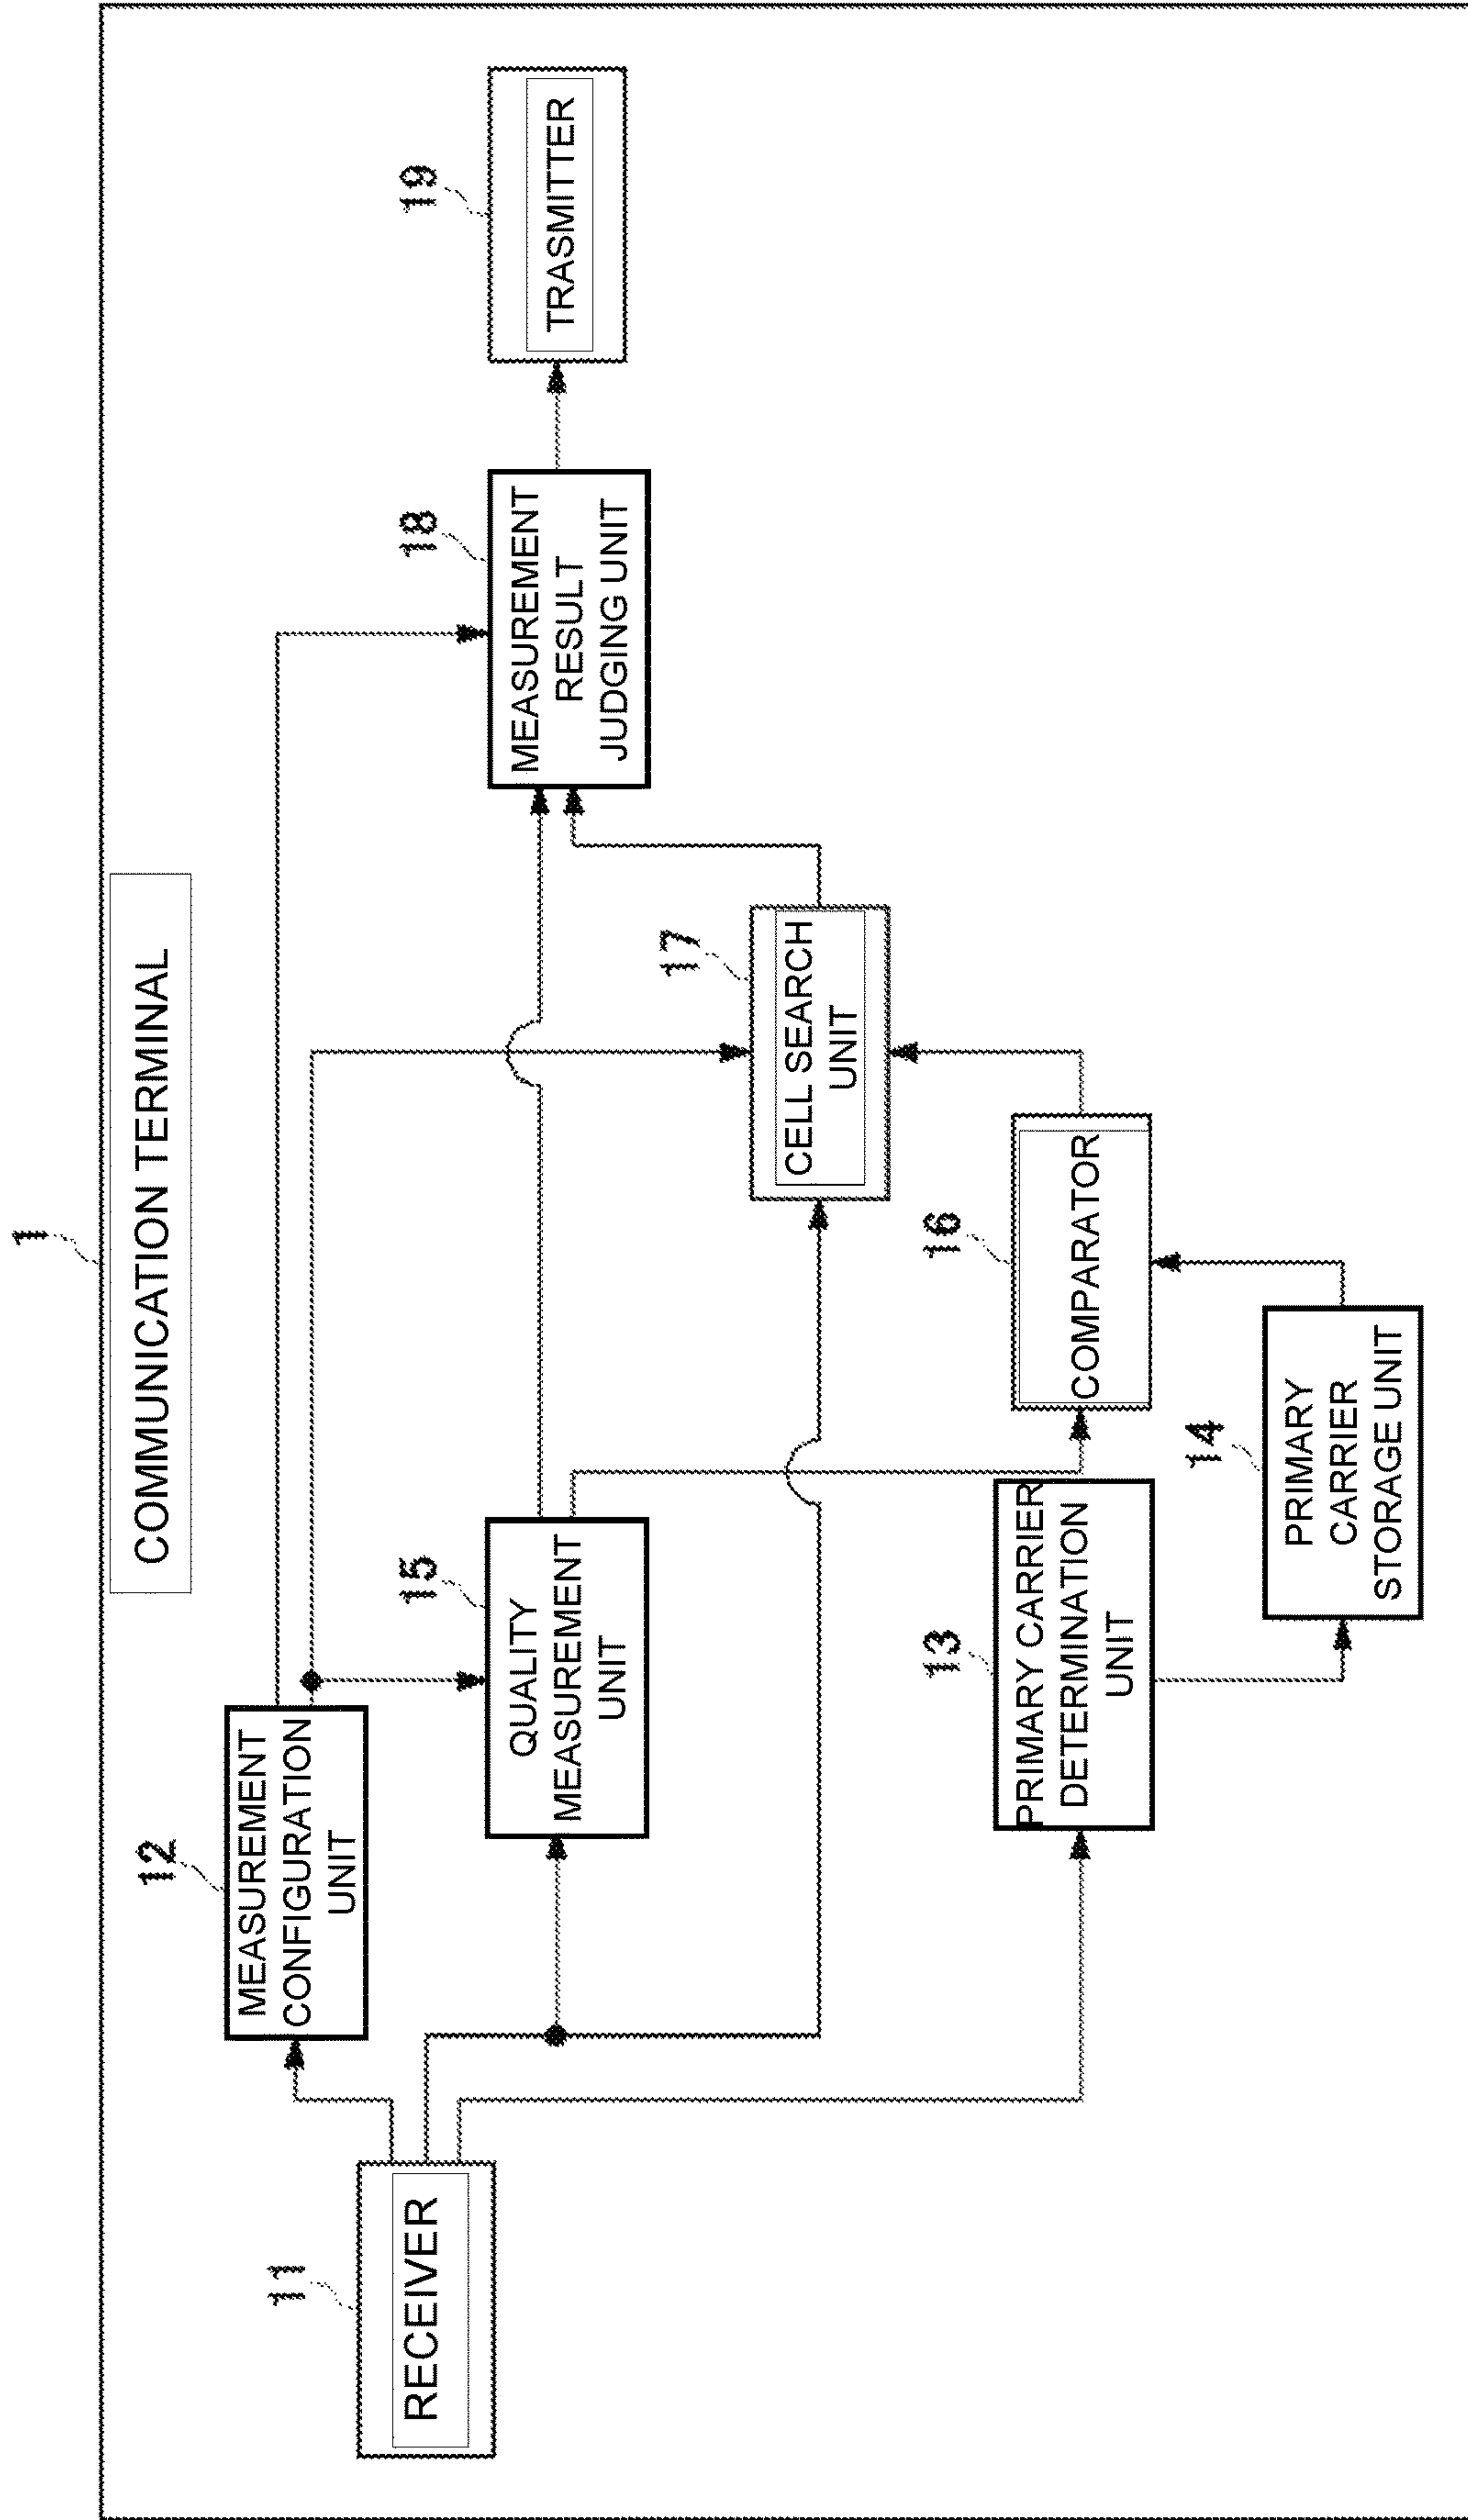 1
COMMUNICATION TERMINAL
11
RECEIVER
12
MEASUREMENT
CONFIGURATION
UNIT
15
QUALITY
MEASUREMENT
UNIT
13
PRIMARY CARRIER
DETERMINATION
UNIT
14
PRIMARY
CARRIER
STORAGE UNIT
16
COMPARATOR
17
CELL SEARCH
UNIT
18
MEASUREMENT
RESULT
JUDGING UNIT
19
TRASMITTER